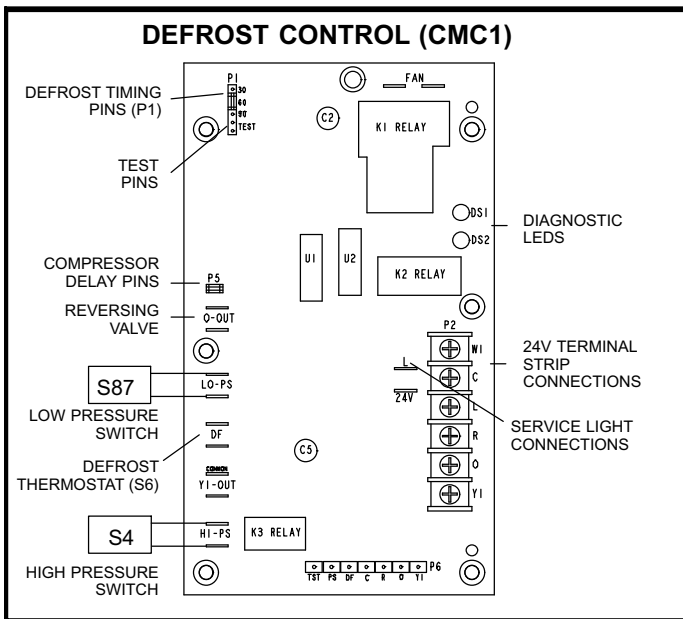 DEFROST CONTROL (CMC1)
P1
FAN
DEFROST TIMING
PINS (P1)
30
60
90
TEST
C2
K1 RELAY
TEST
PINS
DS1
DS2
DIAGNOSTIC
LEDS
U1
U2
K2 RELAY
COMPRESSOR
DELAY PINS
P5
REVERSING
VALVE
O-OUT
P2
W1
C
L
R
O
Y1
24V TERMINAL
STRIP
CONNECTIONS
L
24V
SERVICE LIGHT
CONNECTIONS
S87
LO-PS
LOW PRESSURE
SWITCH
DF
DEFROST
THERMOSTAT (S6)
C5
COMMON
Y1-OUT
S4
HI-PS
K3 RELAY
HIGH PRESSURE
SWITCH
P6
TST PS DF C R O Y1